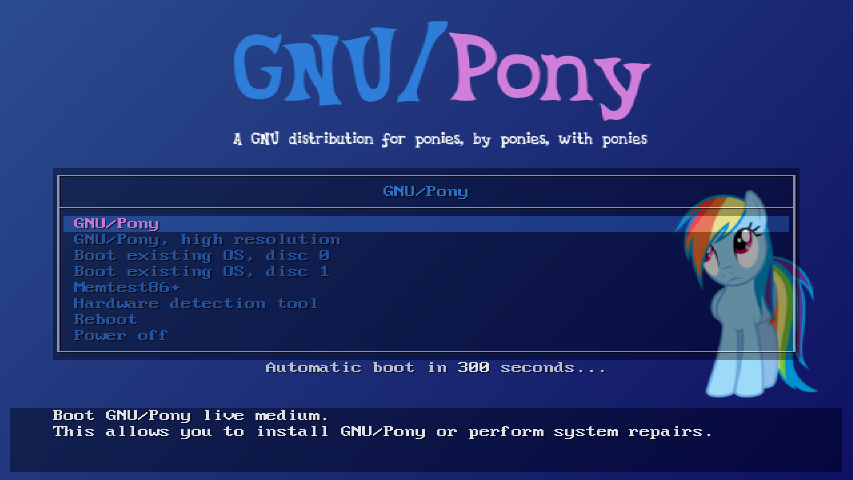 GNU/Pony
A GNU distribution for ponies, by ponies, with ponies
GNU/Pony
GNU/Pony
GNU/Pony, high resolution
Boot existing OS, disc 0
Boot existing OS, disc 1
Memtest86+
Hardware detection tool
Reboot
Power off
Automatic boot in 300 seconds...
Boot GNU/Pony live medium.
This allows you to install GNU/Pony or perform system repairs.